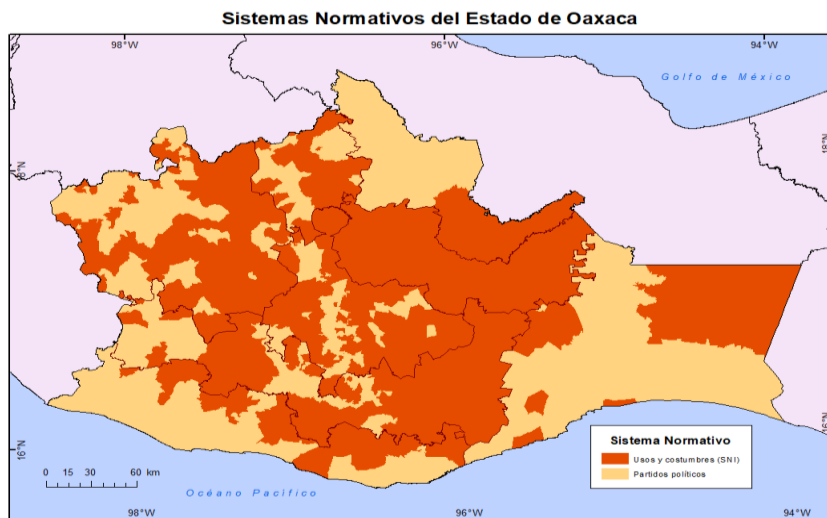 Sistemas Normativos del Estado de Oaxaca
98°W
96°W
94°W
Golfo de México
18°N
18°N
16°N
16°N
Sistema Normativo
Usos y costumbres (SNI)
Partidos políticos
0 15 30 60 km
Océano Pacífico
98°W
96°W
94°W